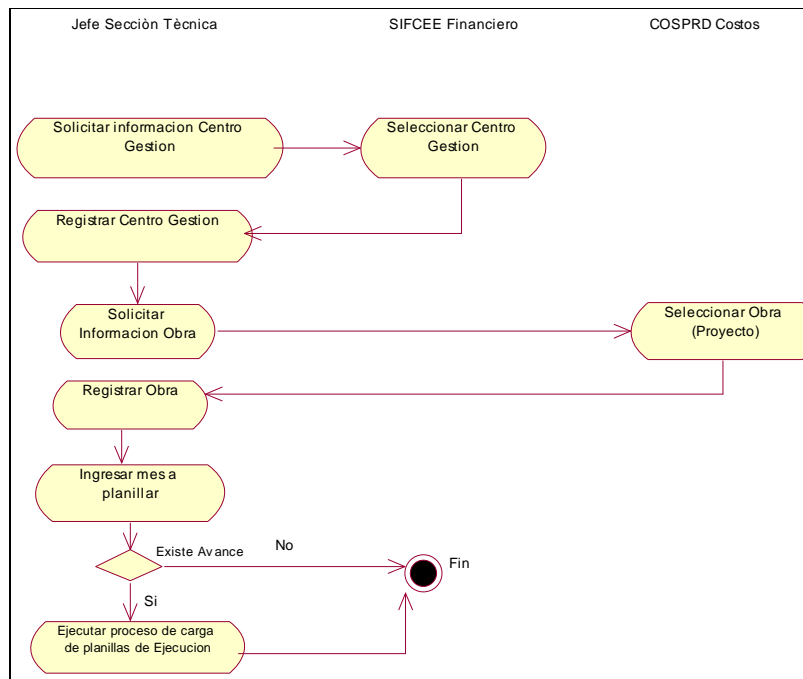 Jefe Secciòn Tècnica
SIFCEE Financiero
COSPRD Costos
Solicitar informacion Centro
Gestion
Seleccionar Centro
Gestion
Registrar Centro Gestion
Solicitar
Informacion Obra
Seleccionar Obra
(Proyecto)
Registrar Obra
Ingresar mes a
planillar
Existe Avance
No
Fin
Si
Ejecutar proceso de carga
de planillas de Ejecucion